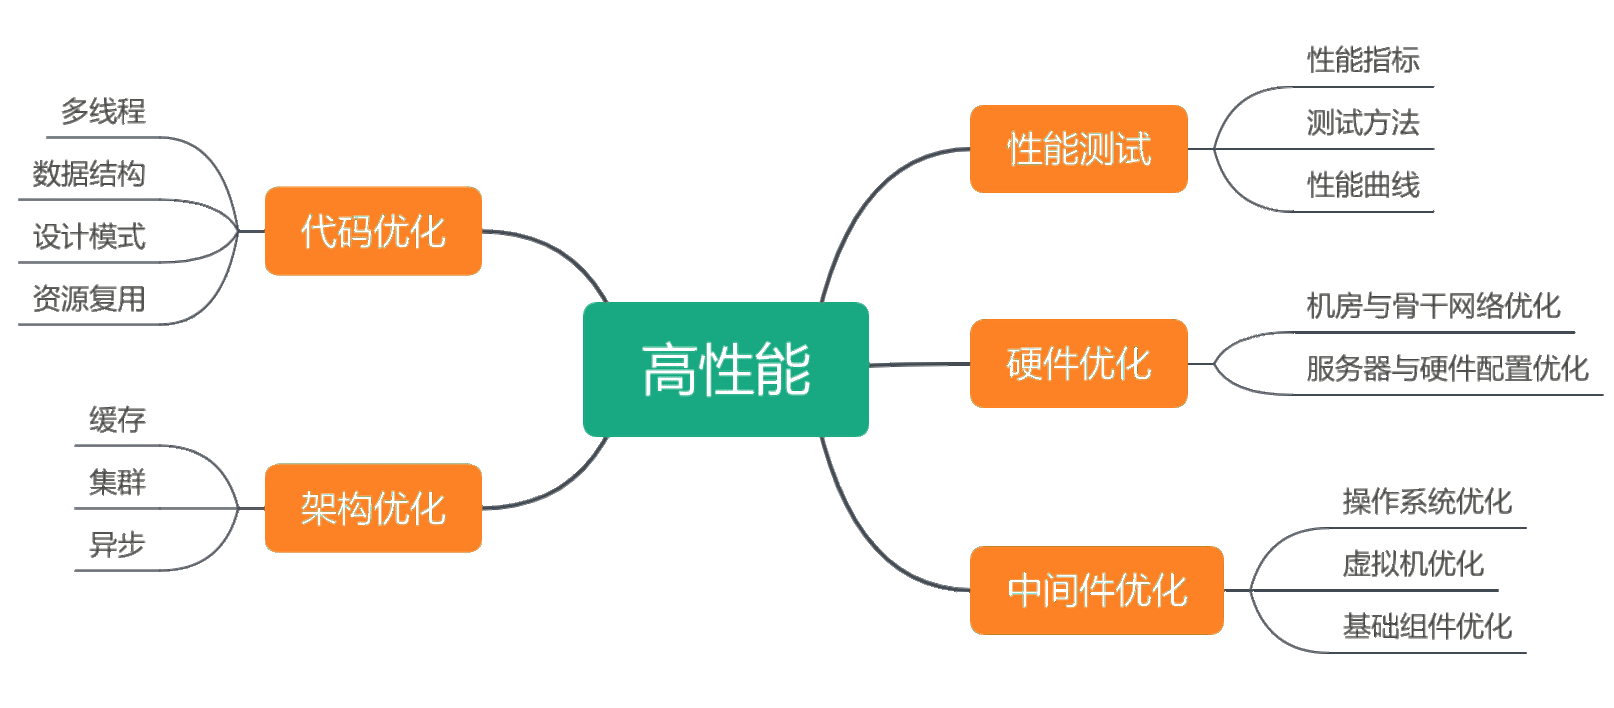 高性能
性能测试
性能指标
测试方法
性能曲线
硬件优化
机房与骨干网络优化
服务器与硬件配置优化
中间件优化
操作系统优化
虚拟机优化
基础组件优化
代码优化
多线程
数据结构
设计模式
资源复用
架构优化
缓存
集群
异步